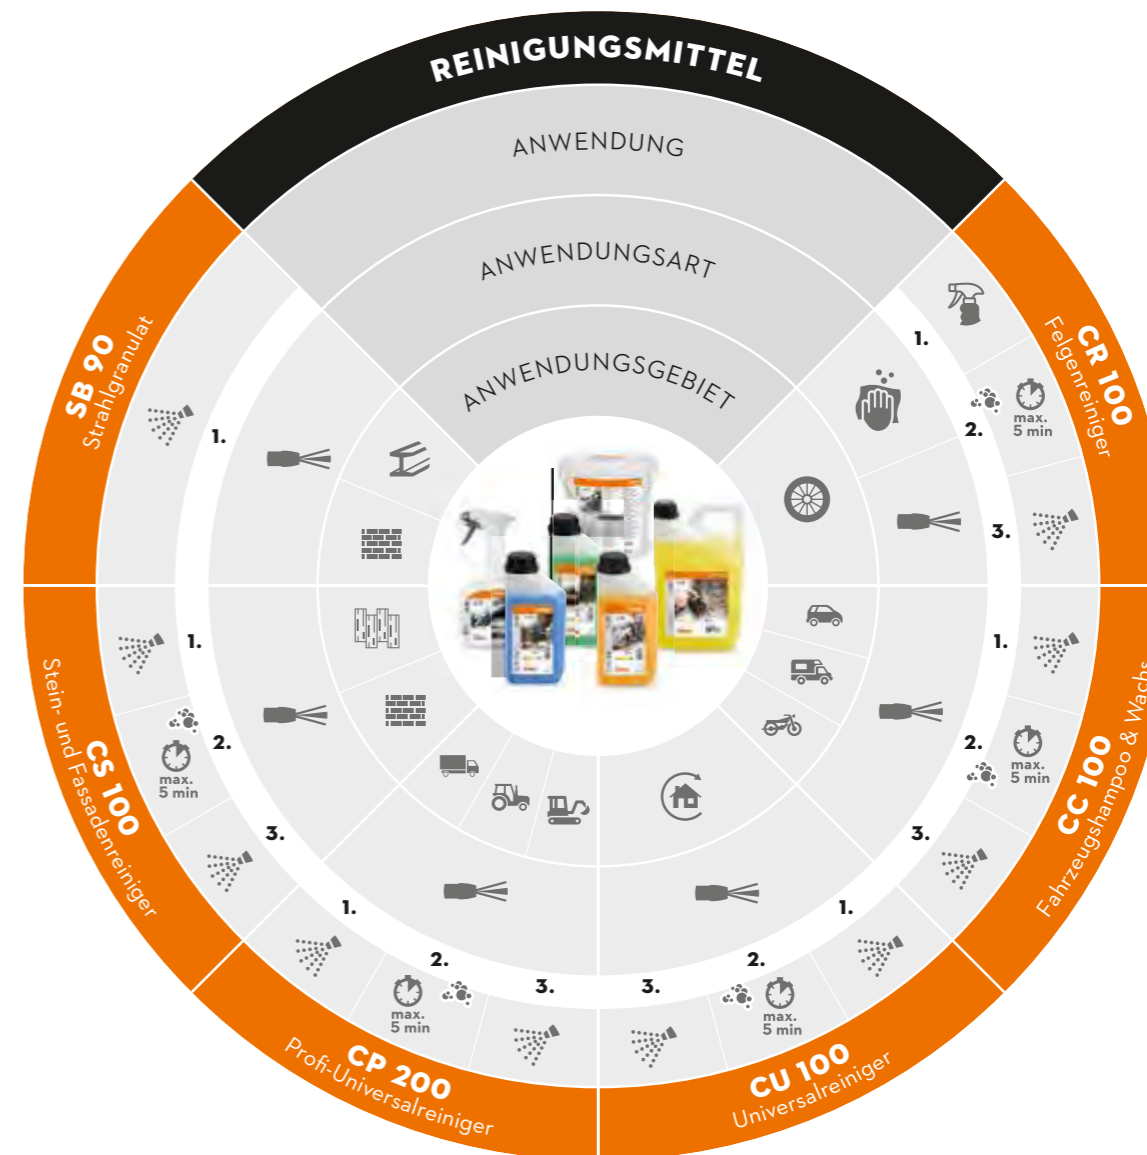 REINIGUNGSMITTEL
ANWENDUNG
ANWENDUNGSART
ANWENDUNGSGEBIET
CR 100
Felgenreiniger
1.
2.
max.
5 min
3.
CC 100
Fahrzeugshampoo & Wachs
1.
2.
max.
5 min
3.
CU 100
Universalreiniger
1.
2.
max.
5 min
3.
CP 200
Profi-Universalreiniger
1.
2.
max.
5 min
3.
CS 100
Stein- und Fassadenreiniger
1.
2.
max.
5 min
3.
SB 90
Strahlgranulat
1.